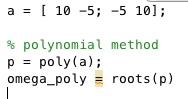 a = [ 10 -5; -5 10];
% polynomial method
p = poly(a);
omega_poly = roots(p)